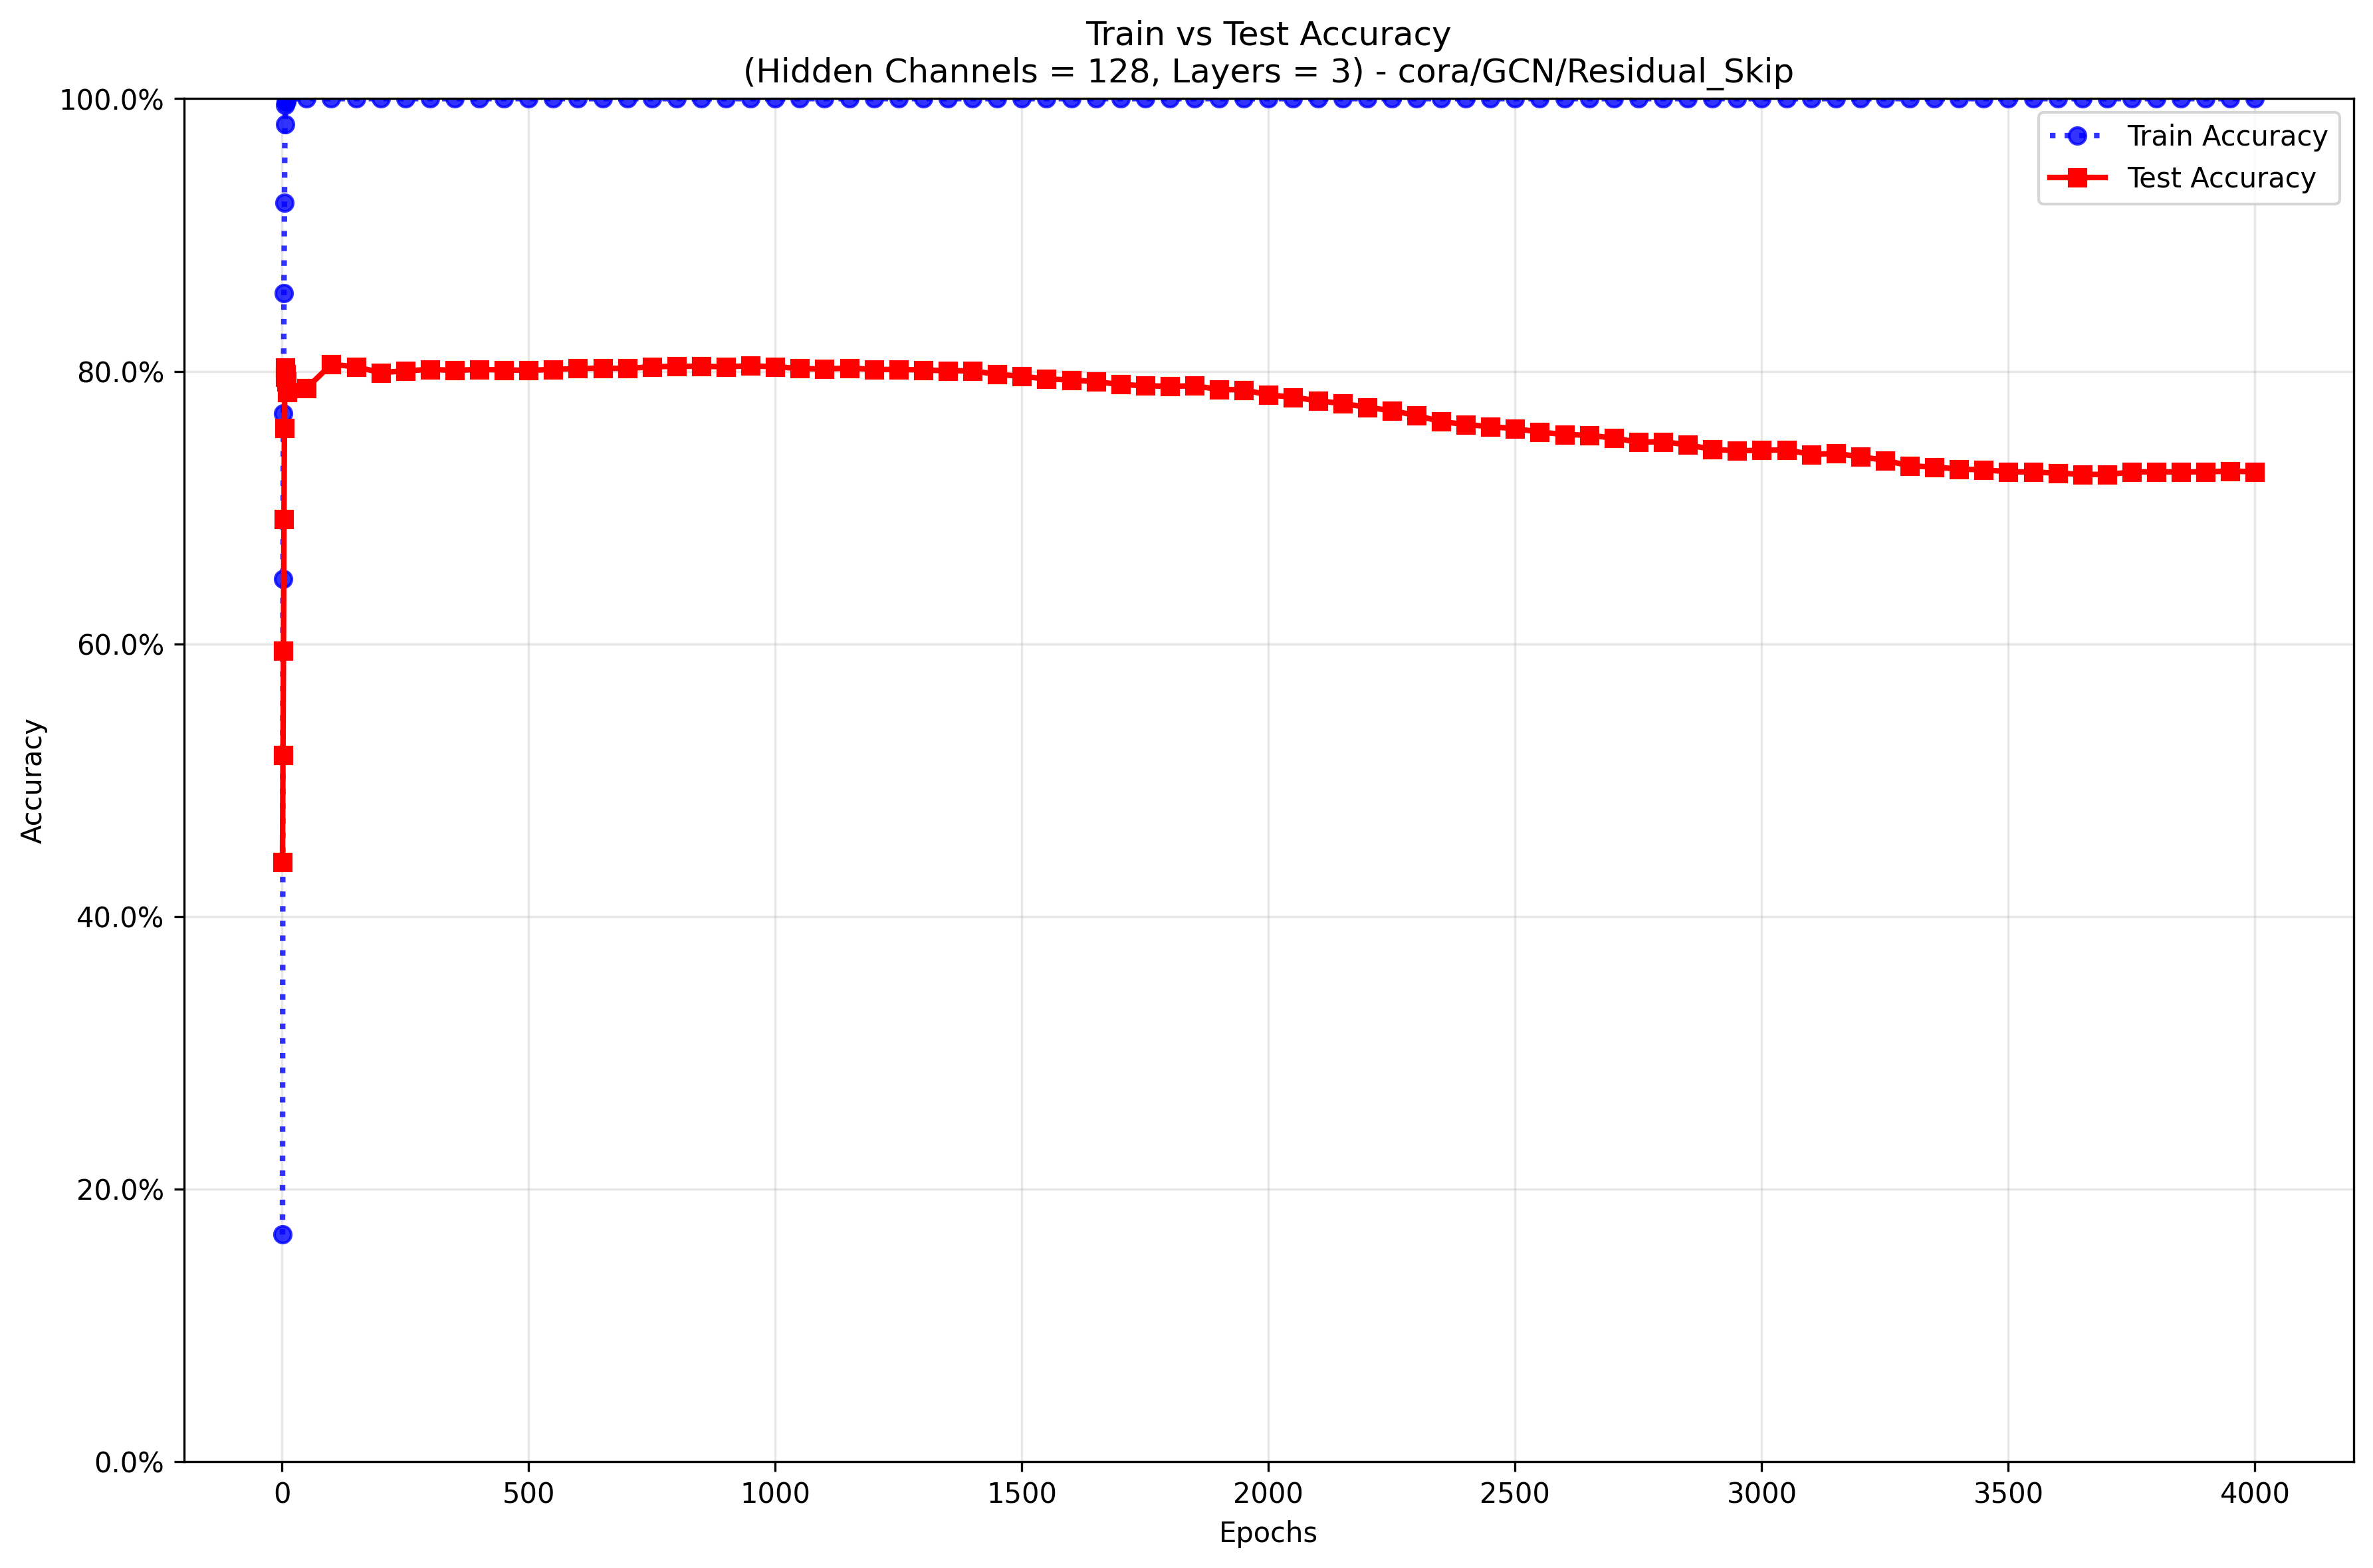 Train vs Test Accuracy
(Hidden Channels = 128, Layers = 3) - cora/GCN/Residual_Skip
100.0%
80.0%
60.0%
40.0%
20.0%
0.0%
Accuracy
Train Accuracy
Test Accuracy
0
500
1000
1500
2000
2500
3000
3500
4000
Epochs